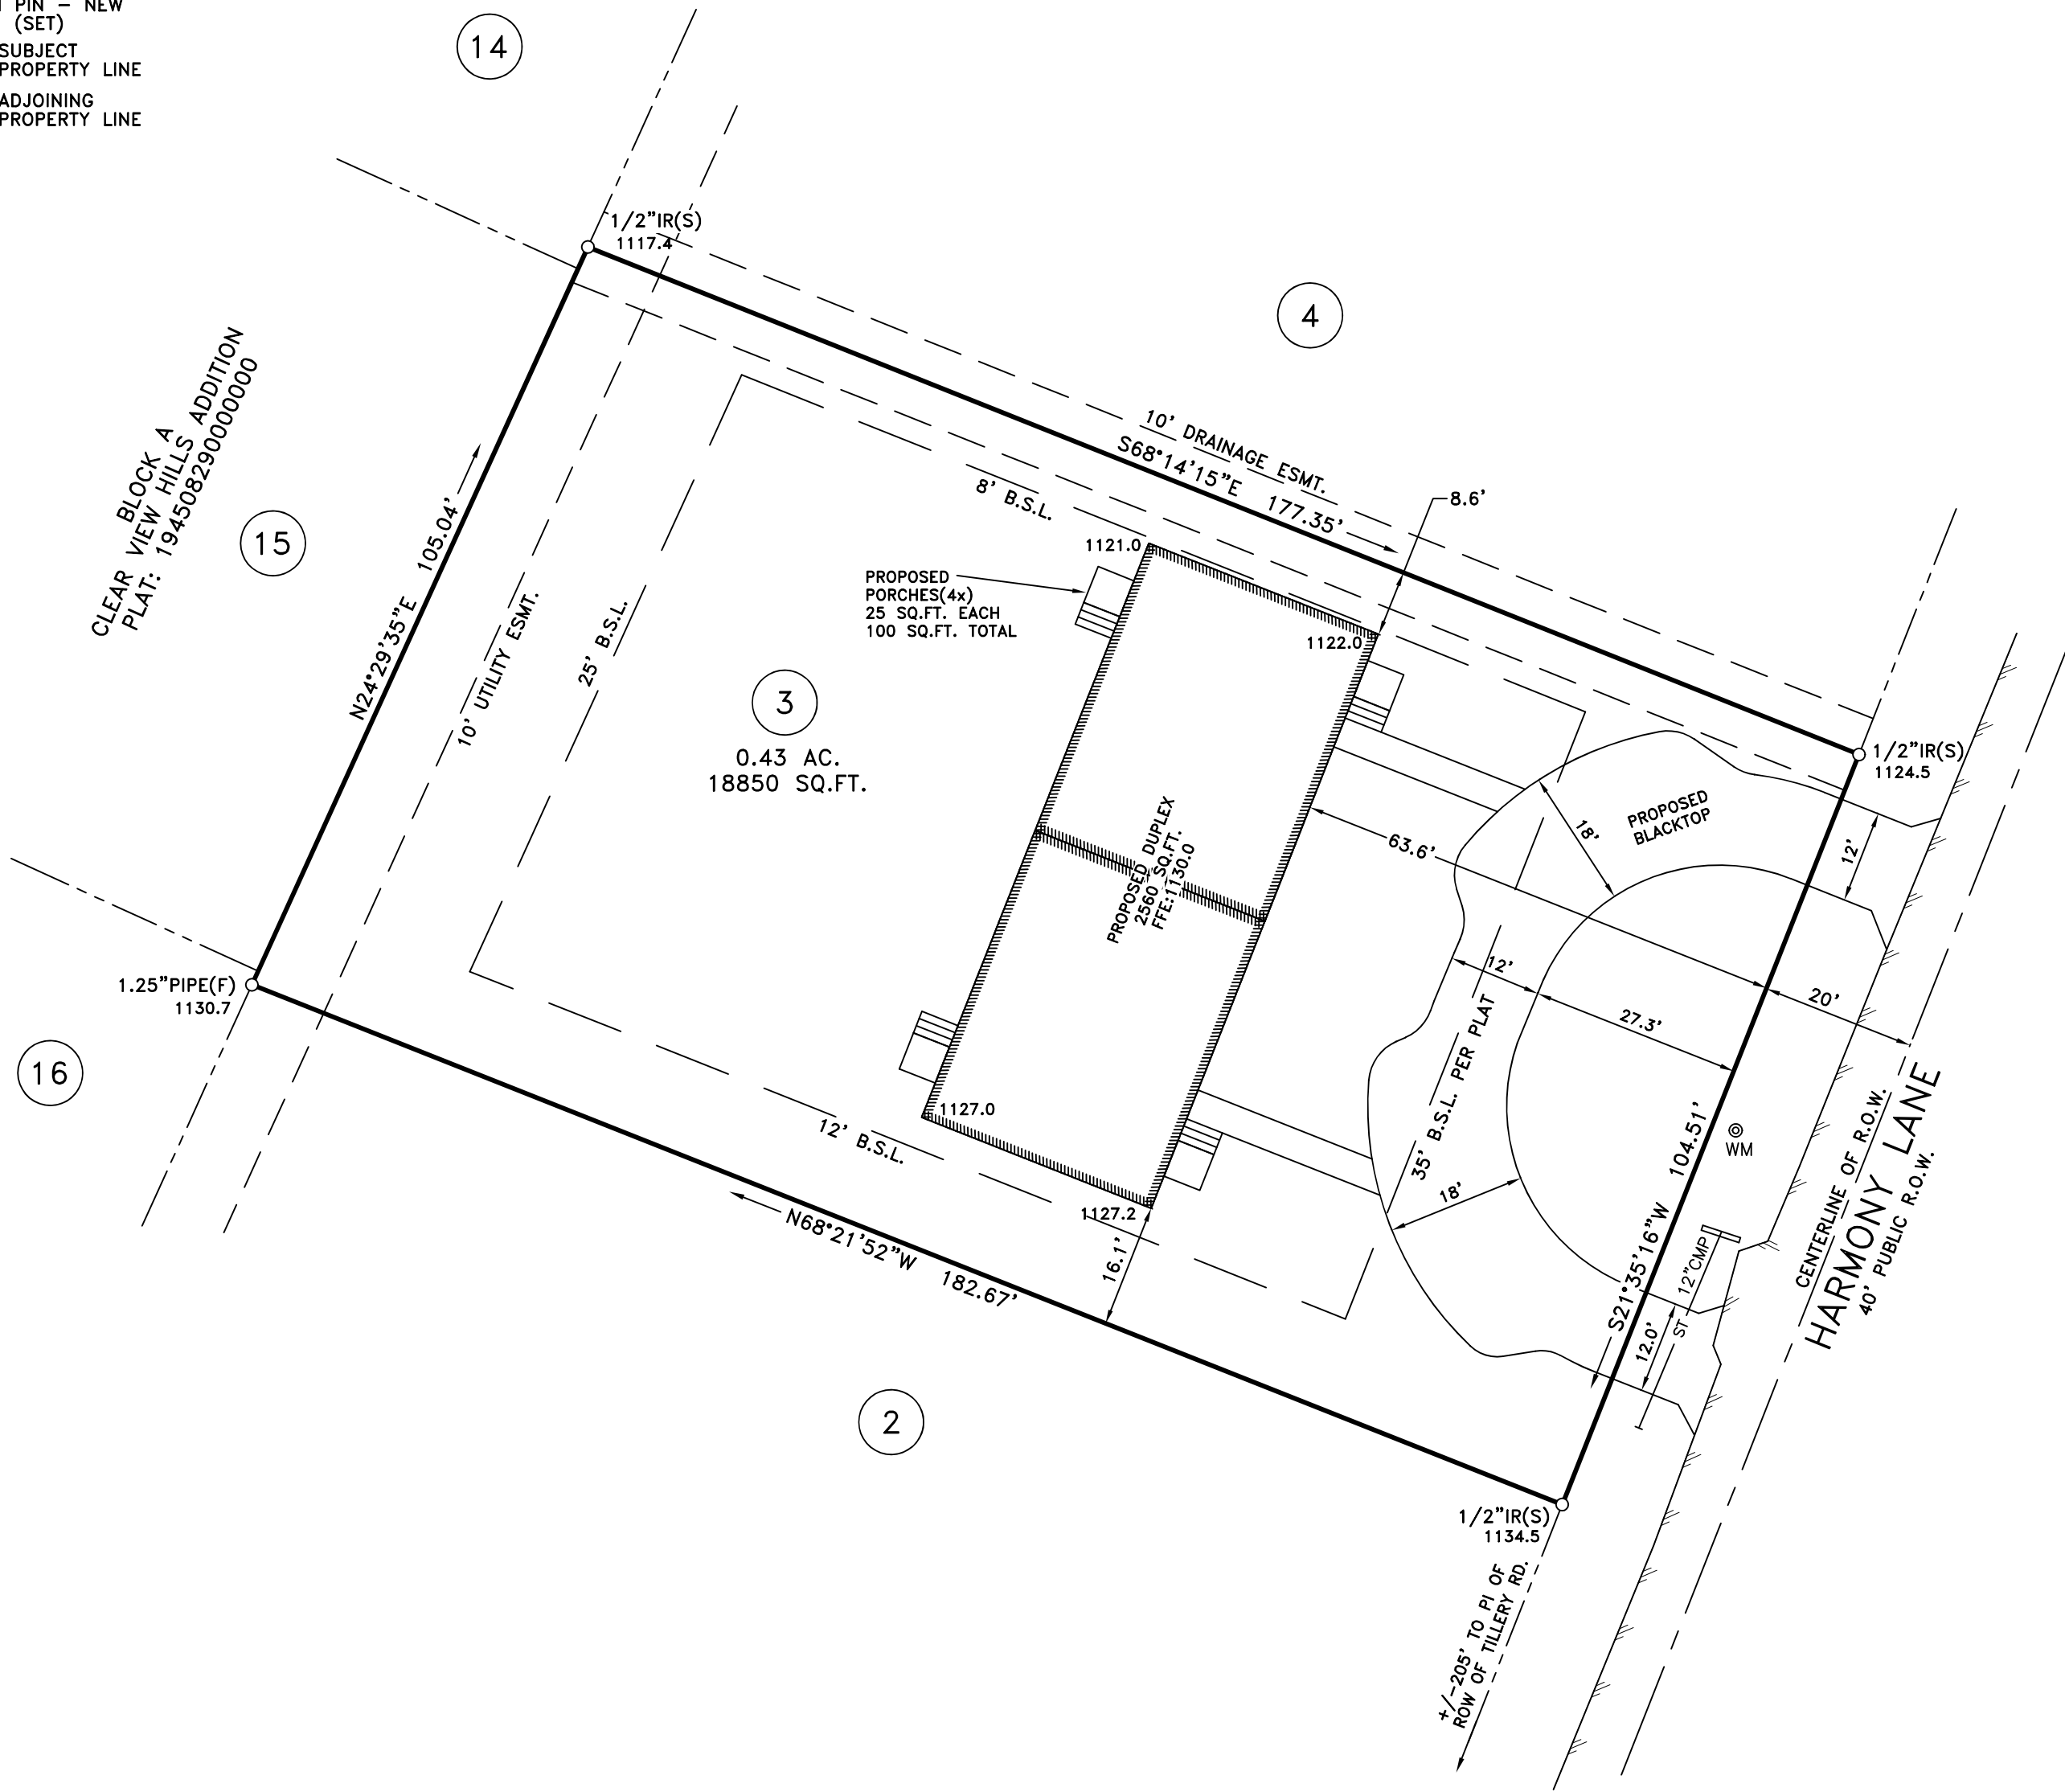 PIN – NEW
(SET)
SUBJECT
PROPERTY LINE
ADJOINING
PROPERTY LINE
14
1/2"IR(S)
1117.4
4
10' DRAINAGE ESMT.
S68°14'15"E 177.35'
8' B.S.L.
8.6'
BLOCK A
CLEAR VIEW HILLS ADDITION
PLAT: 194508290000000
15
N24°29'35"E 105.04'
10' UTILITY ESMT.
25' B.S.L.
PROPOSED
PORCHES(4x)
25 SQ.FT. EACH
100 SQ.FT. TOTAL
1121.0
1122.0
3
0.43 AC.
18850 SQ.FT.
PROPOSED DUPLEX
2560 SQ.FT.
FFE:1130.0
63.6'
18'
PROPOSED
BLACKTOP
12'
1/2"IR(S)
1124.5
12'
27.3'
20'
35' B.S.L. PER PLAT
18'
1.25"PIPE(F)
1130.7
16
1127.0
12' B.S.L.
1127.2
16.1'
N68°21'52"W 182.67'
S21°35'16"W 104.51'
WM
12"CMP
ST
12.0'
CENTERLINE OF R.O.W.
HARMONY LANE
40' PUBLIC R.O.W.
2
1/2"IR(S)
1134.5
+/-205' TO PI OF
ROW OF TILLERY RD.